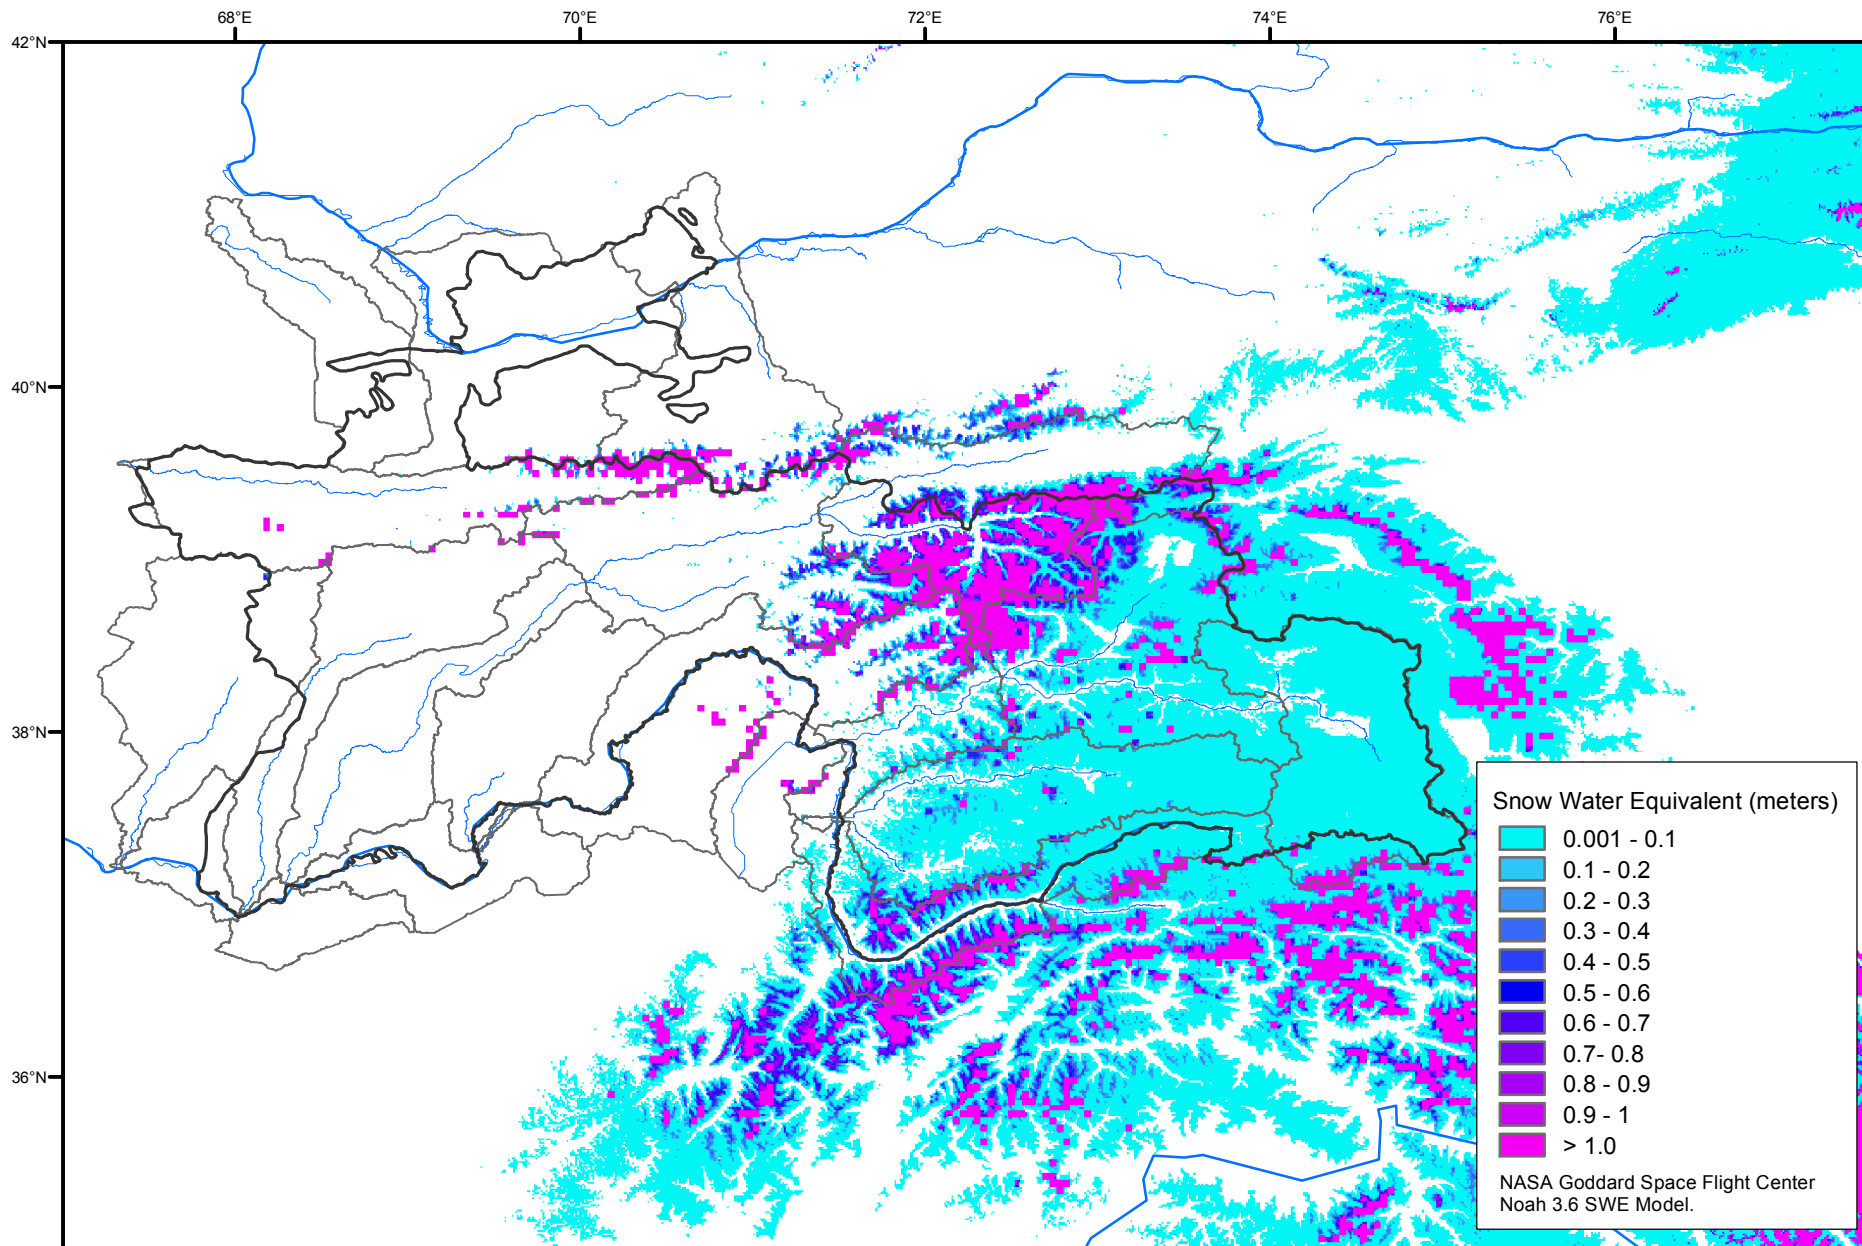 68°E
70°E
72°E
74°E
76°E
42°N
40°N
38°N
36°N
Snow Water Equivalent (meters)
0.001 - 0.1
0.1 - 0.2
0.2 - 0.3
0.3 - 0.4
0.4 - 0.5
0.5 - 0.6
0.6 - 0.7
0.7- 0.8
0.8 - 0.9
0.9 - 1
> 1.0
NASA Goddard Space Flight Center
Noah 3.6 SWE Model.